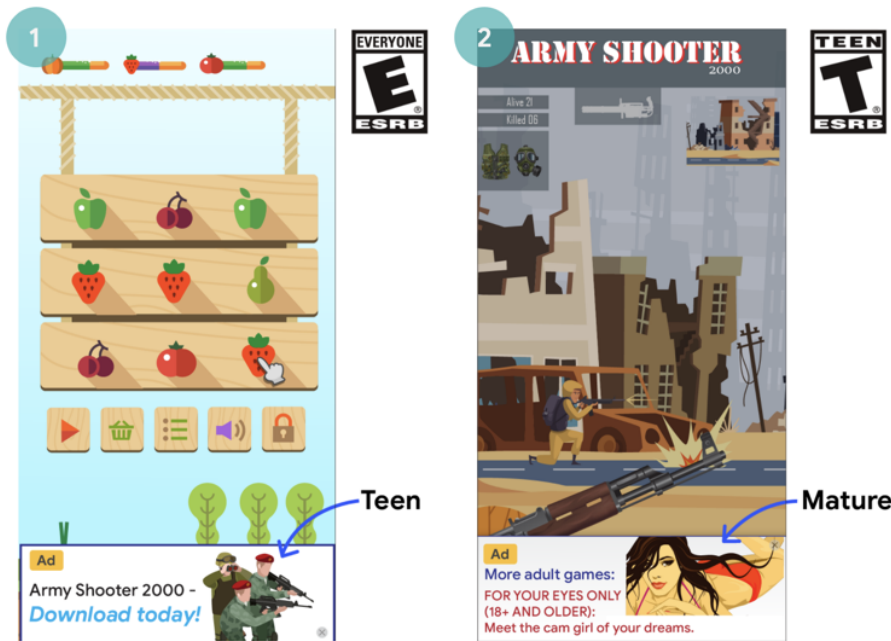 1
EVERYONE
E
®
ESRB
Teen
Ad
Army Shooter 2000 -
Download today!
2
ARMY SHOOTER
2000
TEEN
T
®
ESRB
Alive 21
Killed 06
Mature
Ad
More adult games:
FOR YOUR EYES ONLY
(18+ AND OLDER):
Meet the cam girl of your dreams.